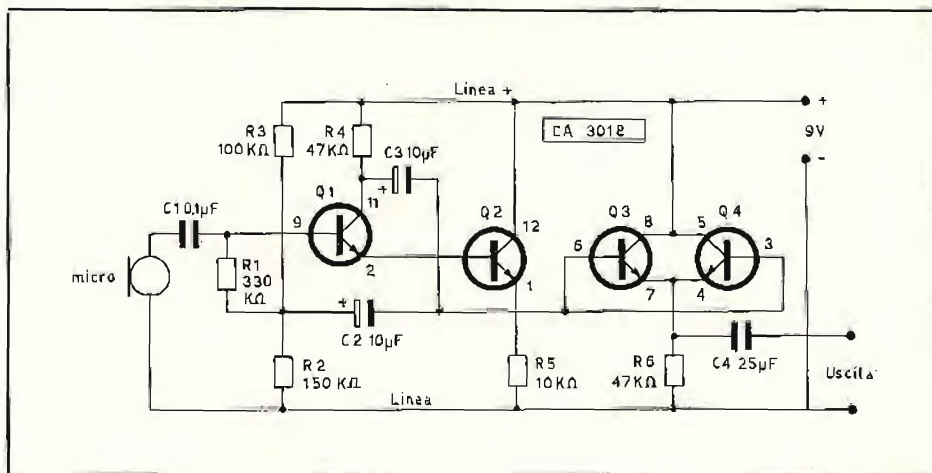 Linea +
CA 3018
+
9V
-
R3
100KΩ
R4
47KΩ
C3 10µF
+
Q1
11
9
2
C1 0,1µF
micro
R1
330
KΩ
Q2
12
1
Q3
8
6
7
Q4
5
3
4
+
C2 10µF
R2
150 KΩ
R5
10KΩ
R6
47KΩ
C4 25µF
Uscita
Linea